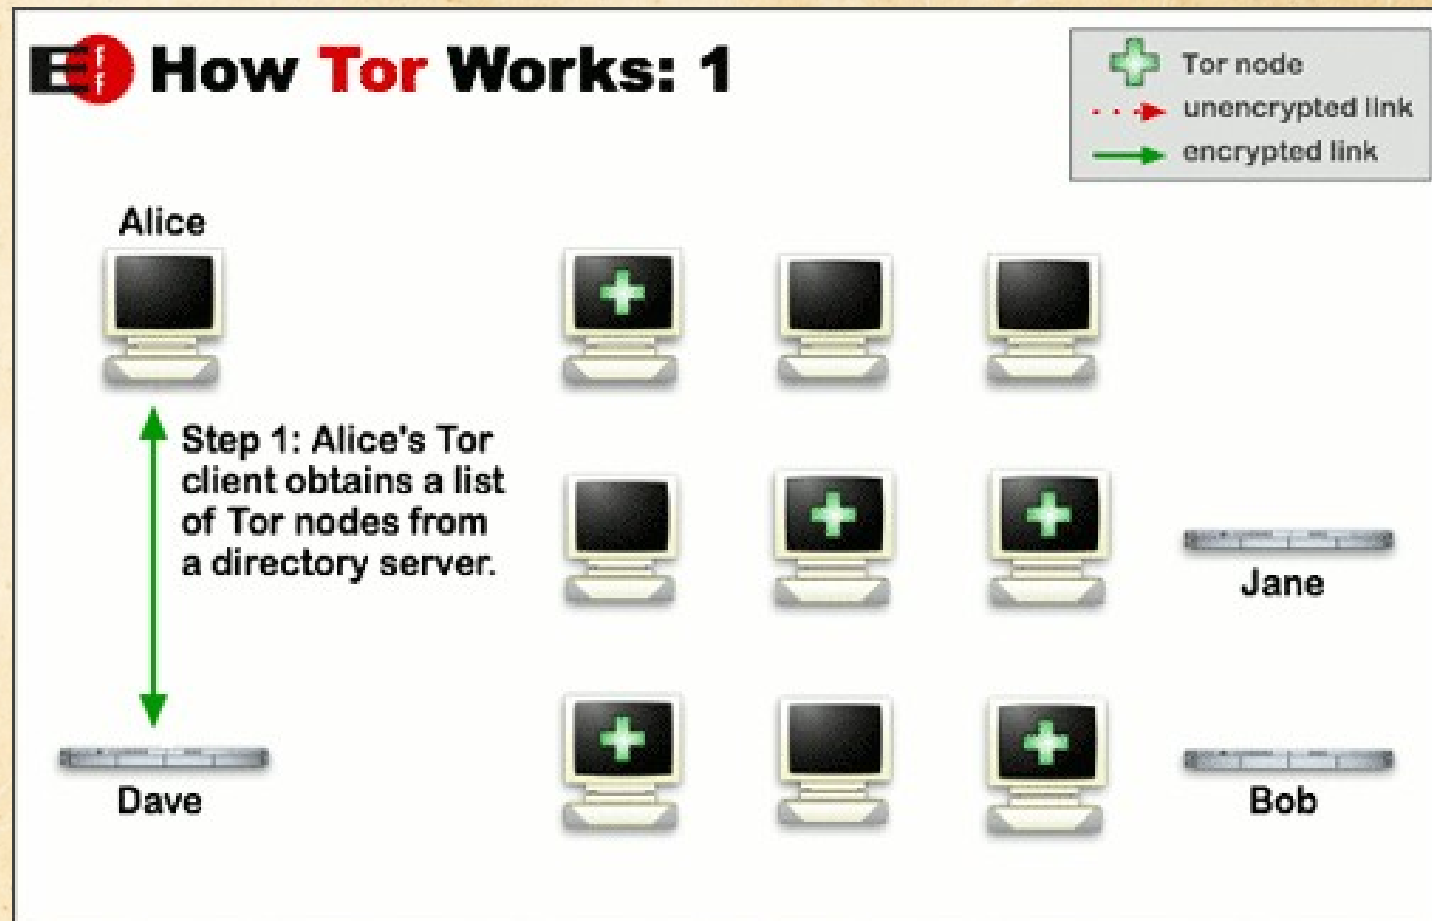 EFF How Tor Works: 1
Tor node
unencrypted link
encrypted link
Alice
Step 1: Alice's Tor
client obtains a list
of Tor nodes from
a directory server.
Jane
Dave
Bob